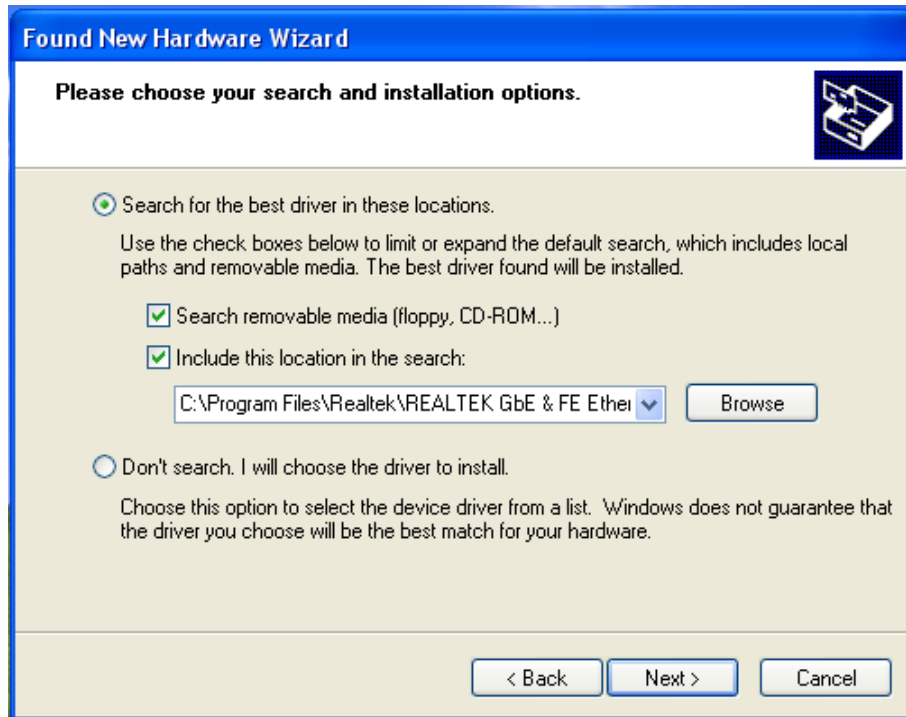 Found New Hardware Wizard
Please choose your search and installation options.
Search for the best driver in these locations.
Use the check boxes below to limit or expand the default search, which includes local
paths and removable media. The best driver found will be installed.
Search removable media (floppy, CD-ROM...)
Include this location in the search:
C:\Program Files\Realtek\REALTEK GbE & FE Ether
Browse
Don't search. I will choose the driver to install.
Choose this option to select the device driver from a list.  Windows does not guarantee that
the driver you choose will be the best match for your hardware.
< Back
Next >
Cancel